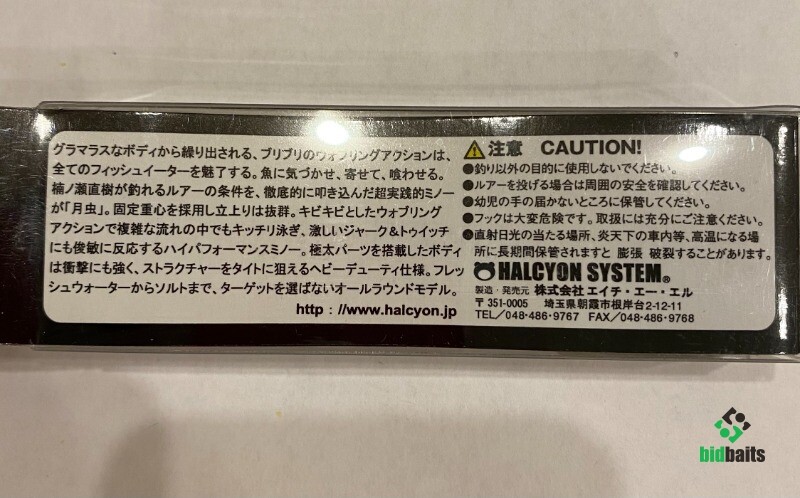 グラマラスなボディから繰り出される、ブリブリのウォブリングアクションは、
全てのフィッシュイーターを魅了する。魚に気づかせ、寄せて、喰わせる。
楠ノ瀬直樹が釣れるルアーの条件を、徹底的に叩き込んだ超実践的ミノー
が「月虫」。固定重心を採用し立上りは抜群。キビキビとしたウォブリング
アクションで複雑な流れの中でもキッチリ泳ぎ、激しいジャーク&トゥイッチ
にも俊敏に反応するハイパフォーマンスミノー。極太パーツを搭載したボディ
は衝撃にも強く、ストラクチャーをタイトに狙えるヘビーデューティ仕様。フレッ
シュウォーターからソルトまで、ターゲットを選ばないオールラウンドモデル。
http://www.halcyon.jp
注意 CAUTION!
●釣り以外の目的に使用しないでください。
●ルアーを投げる場合は周囲の安全を確認してください。
●幼児の手の届かないところに保管してください。
●フックは大変危険です。取扱には充分にご注意ください。
●直射日光の当たる場所、炎天下の車内等、高温になる場
所に長期間保管されますと 膨張 破裂することがあります。
HALCYON SYSTEM®
製造・発売元 株式会社エイチ・エー・エル
〒351-0005 埼玉県朝霞市根岸台2-12-11
TEL/048-486-9767 FAX/048-486-9768
bidbaits